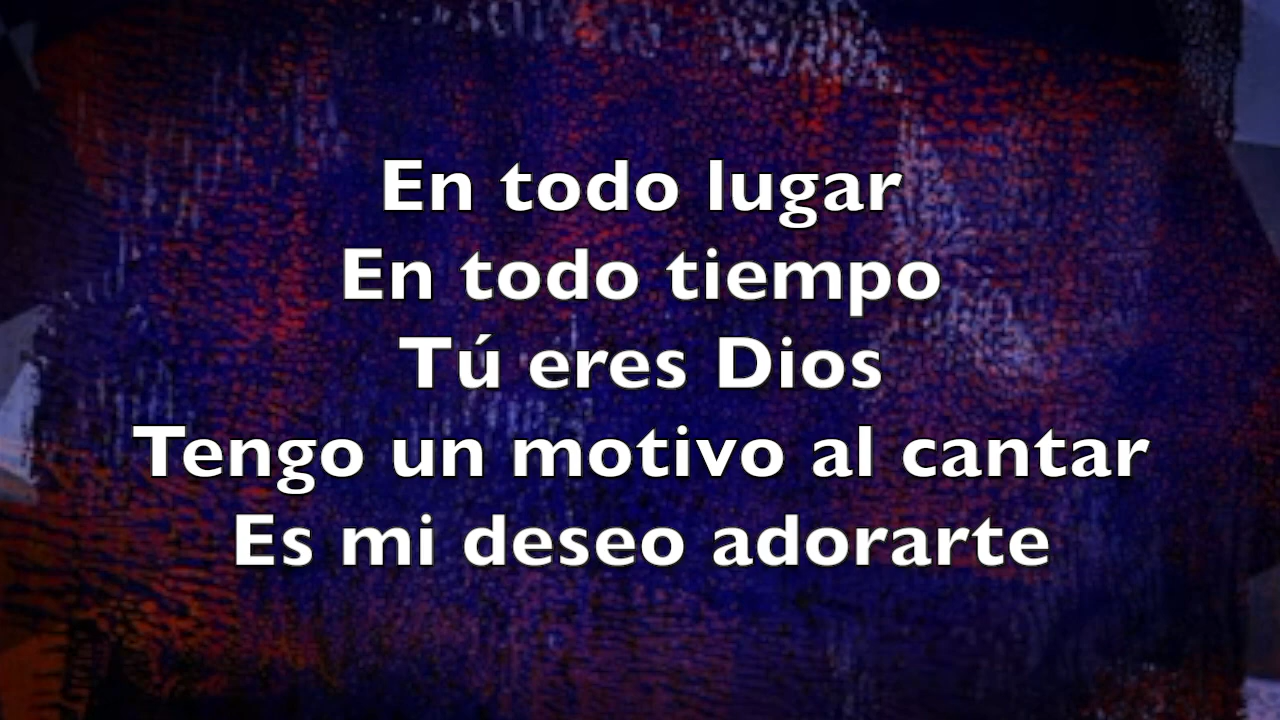 En todo lugar
En todo tiempo
Tú eres Dios
Tengo un motivo al cantar
Es mi deseo adorarte